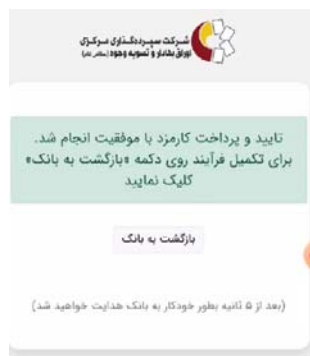 شرکت سپرده‌گذاری مرکزی
اوراق بهادار و تسویه وجوه (سهامی عام)
تایید و پرداخت کارمزد با موفقیت انجام شد.
برای تکمیل فرآیند روی دکمه «بازگشت به بانک»
کلیک نمایید
بازگشت به بانک
(بعد از ۵ ثانیه بطور خودکار به بانک هدایت خواهید شد)